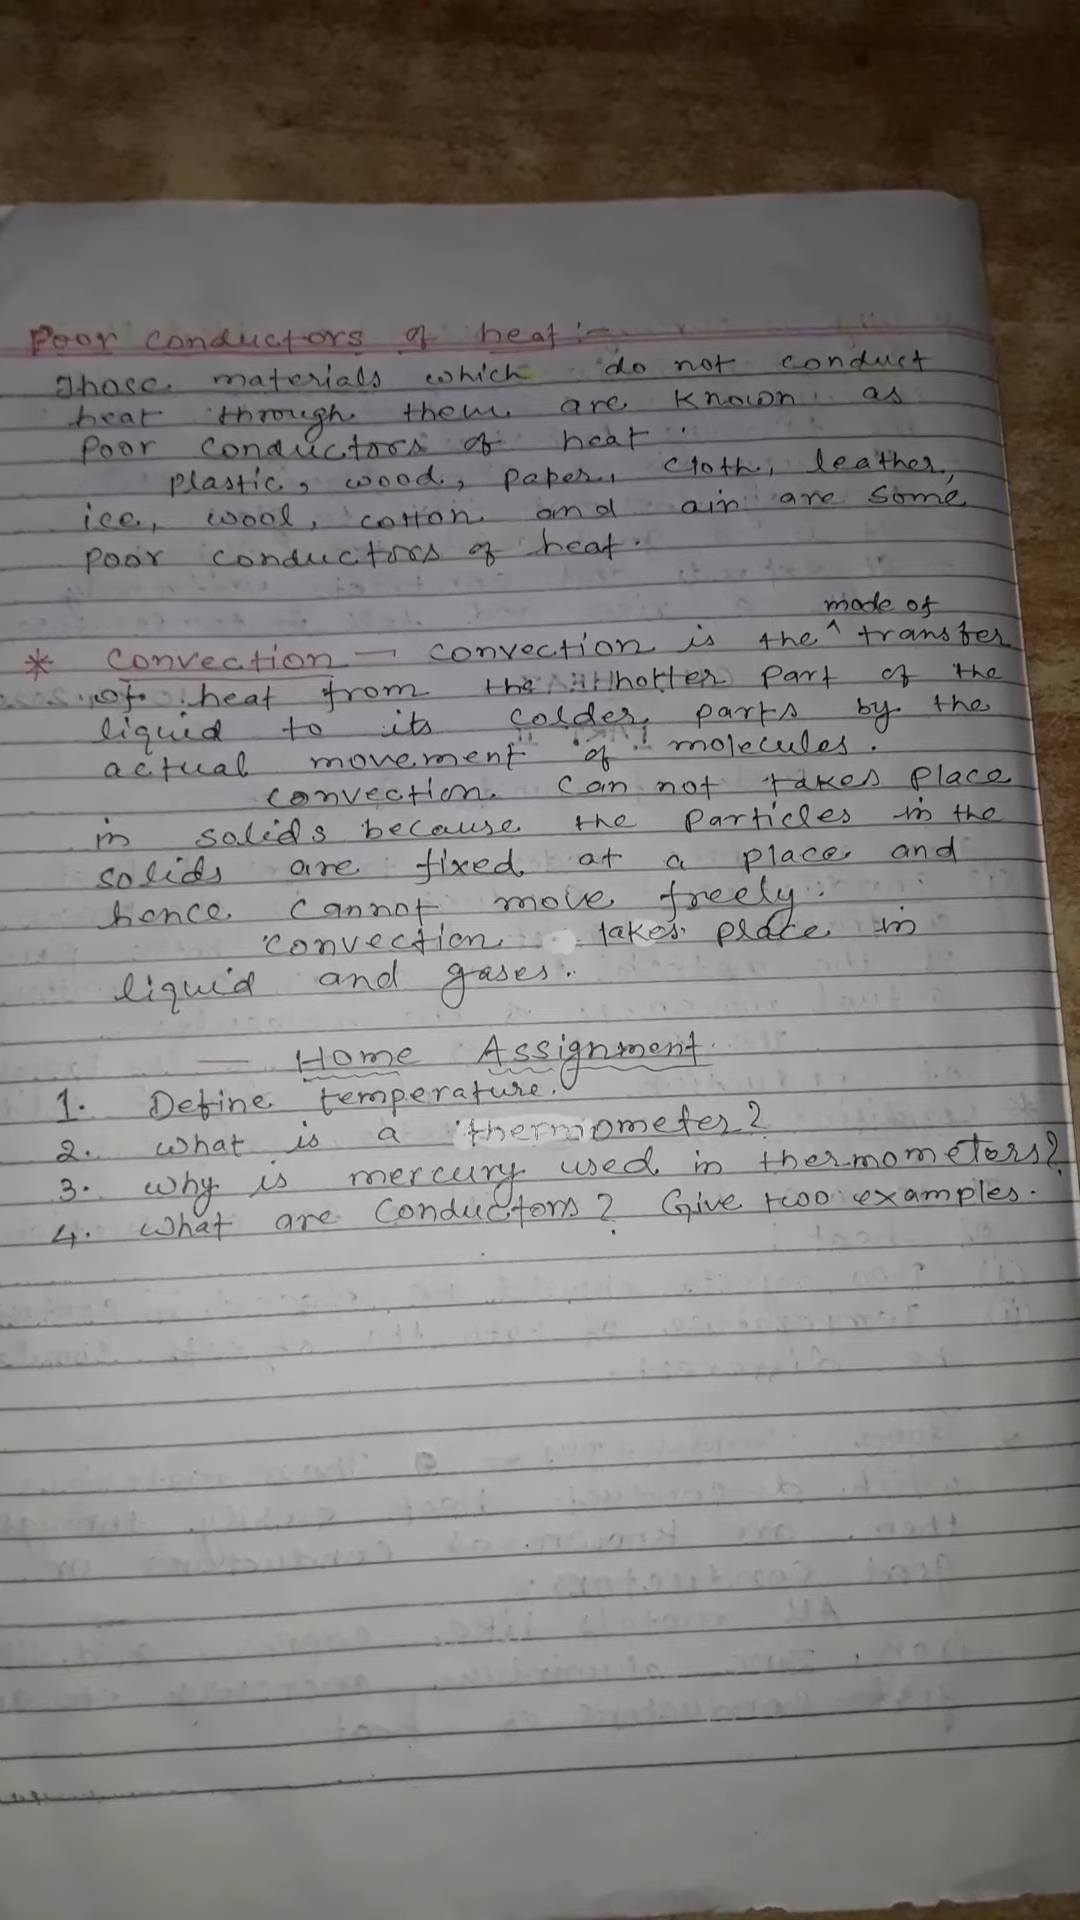 Poor conductors of heat :-
Those materials which do not conduct
heat through them are known as
Poor conductors of heat.
Plastic, wood, paper, cloth, leather,
ice, wool, cotton and air are some
poor conductors of heat.
mode of
* Convection → convection is the ^ transfer
of heat from the hotter part of the
liquid to its colder parts by the
actual movement of molecules.
convection can not takes place
in solids because the particles in the
solids are fixed at a place and
hence cannot move freely.
convection takes place in
liquid and gases.
— Home Assignment
1. Define temperature.
2. what is a thermometer?
3. why is mercury used in thermometers?
4. what are conductors? Give two examples.